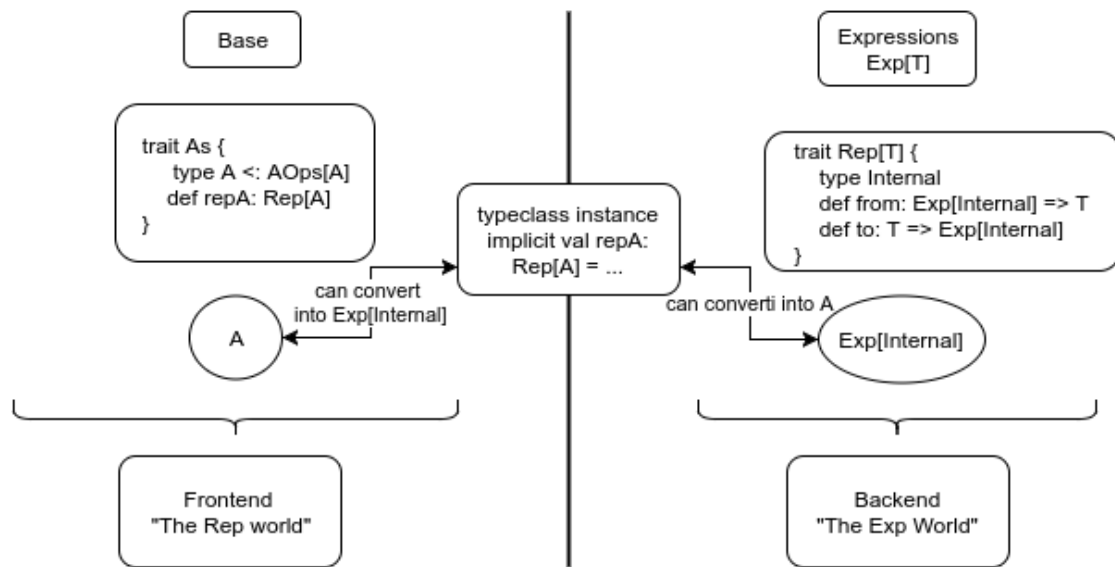 Base
Expressions
Exp[T]
trait As {
type A <: AOps[A]
def repA: Rep[A]
}
trait Rep[T] {
type Internal
def from: Exp[Internal] => T
def to: T => Exp[Internal]
}
typeclass instance
implicit val repA:
Rep[A] = ...
can convert
into Exp[Internal]
can converti into A
A
Exp[Internal]
Frontend
"The Rep world"
Backend
"The Exp World"